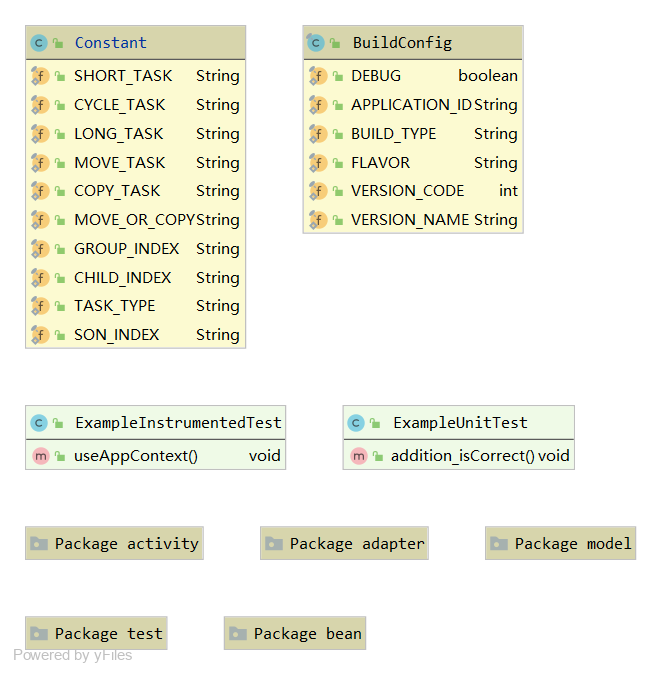 Constant
SHORT_TASK String
CYCLE_TASK String
LONG_TASK String
MOVE_TASK String
COPY_TASK String
MOVE_OR_COPY String
GROUP_INDEX String
CHILD_INDEX String
TASK_TYPE String
SON_INDEX String
BuildConfig
DEBUG boolean
APPLICATION_ID String
BUILD_TYPE String
FLAVOR String
VERSION_CODE int
VERSION_NAME String
ExampleInstrumentedTest
useAppContext() void
ExampleUnitTest
addition_isCorrect() void
Package activity
Package adapter
Package model
Package test
Package bean
Powered by yFiles